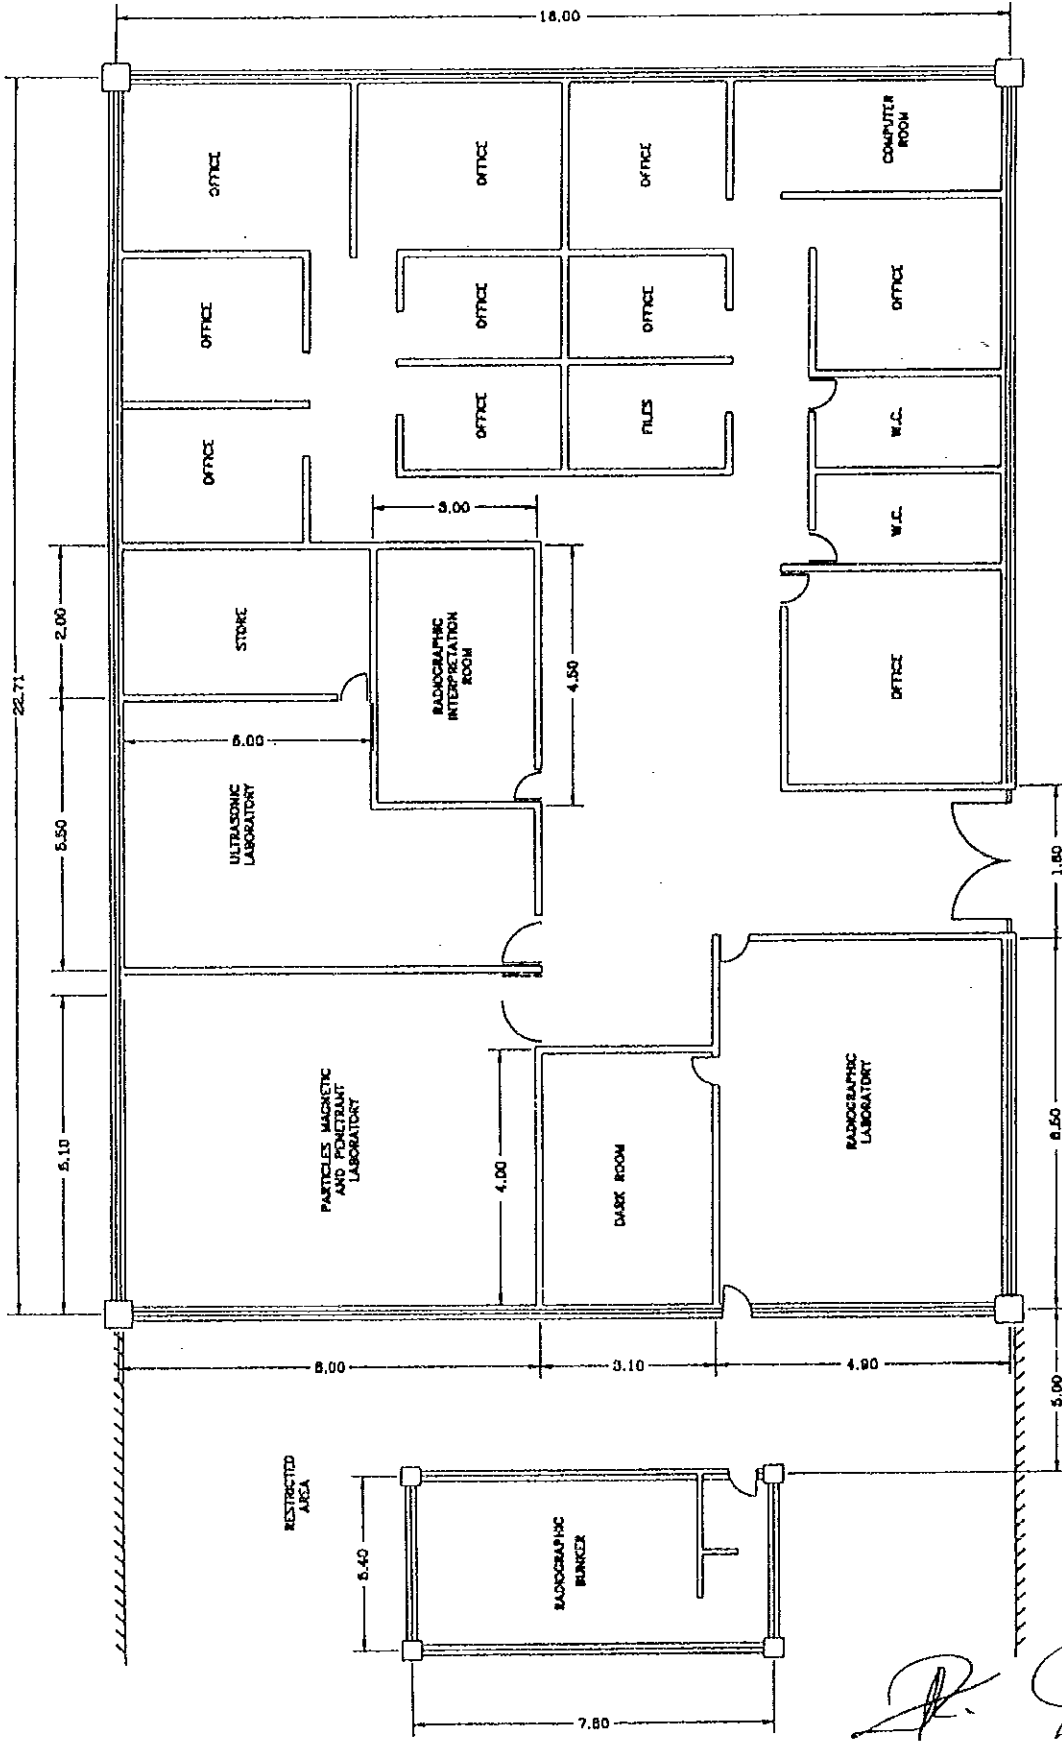 18.00
22.71
OFFICE
OFFICE
OFFICE
COMPUTER
ROOM
OFFICE
OFFICE
OFFICE
OFFICE
OFFICE
OFFICE
FILES
W.C.
W.C.
3.00
2.00
STORE
RADIOGRAPHIC
INTERPRETATION
ROOM
4.50
OFFICE
5.00
5.50
ULTRASONIC
LABORATORY
1.80
5.10
PARTICLES MAGNETIC
AND PENETRANT
LABORATORY
4.00
DARK ROOM
RADIOGRAPHIC
LABORATORY
6.50
8.00
3.10
4.90
5.00
RESTRICTED
AREA
5.40
RADIOGRAPHIC
BUNKER
7.80